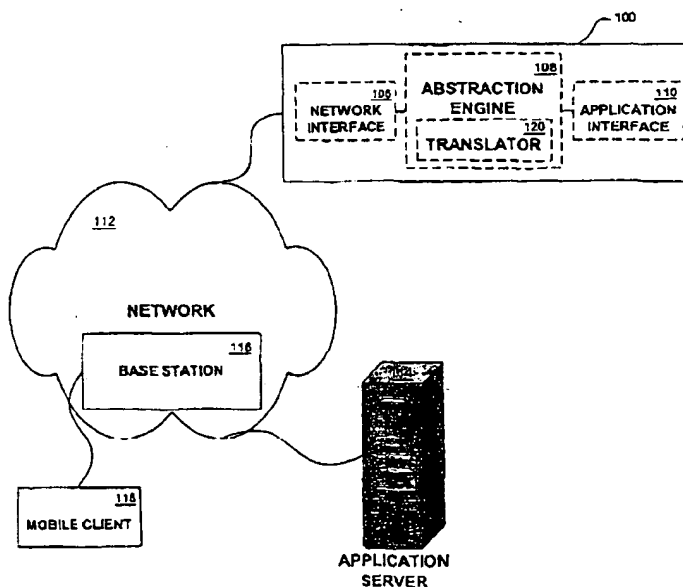 100
106
NETWORK
INTERFACE
108
ABSTRACTION
ENGINE
120
TRANSLATOR
110
APPLICATION
INTERFACE
112
NETWORK
116
BASE STATION
118
MOBILE CLIENT
APPLICATION
SERVER